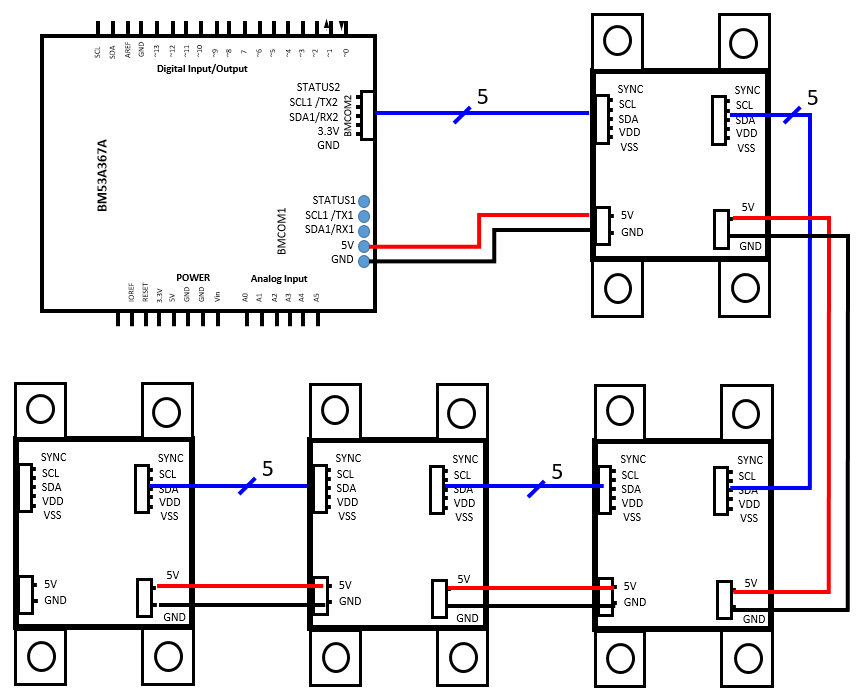 SCL SDA AREF GND ~13 ~12 ~11 ~10 ~9 ~8 7 ~6 ~5 ~4 ~3 ~2 ~1 ~0
Digital Input/Output
BM53A367A
STATUS2
SCL1 /TX2
SDA1/RX2
3.3V
GND
BMCOM2
STATUS1
SCL1 /TX1
SDA1/RX1
5V
GND
BMCOM1
POWER
Analog Input
IOREF RESET 3.3V 5V GND GND Vin A0 A1 A2 A3 A4 A5
5
SYNC
SCL
SDA
VDD
VSS
5V
GND
SYNC
SCL
SDA
VDD
VSS
5V
GND
5
SYNC
SCL
SDA
VDD
VSS
5V
GND
SYNC
SCL
SDA
VDD
VSS
5V
GND
5
SYNC
SCL
SDA
VDD
VSS
5V
GND
SYNC
SCL
SDA
VDD
VSS
5V
GND
5
SYNC
SCL
SDA
VDD
VSS
5V
GND
SYNC
SCL
SDA
VDD
VSS
5V
GND